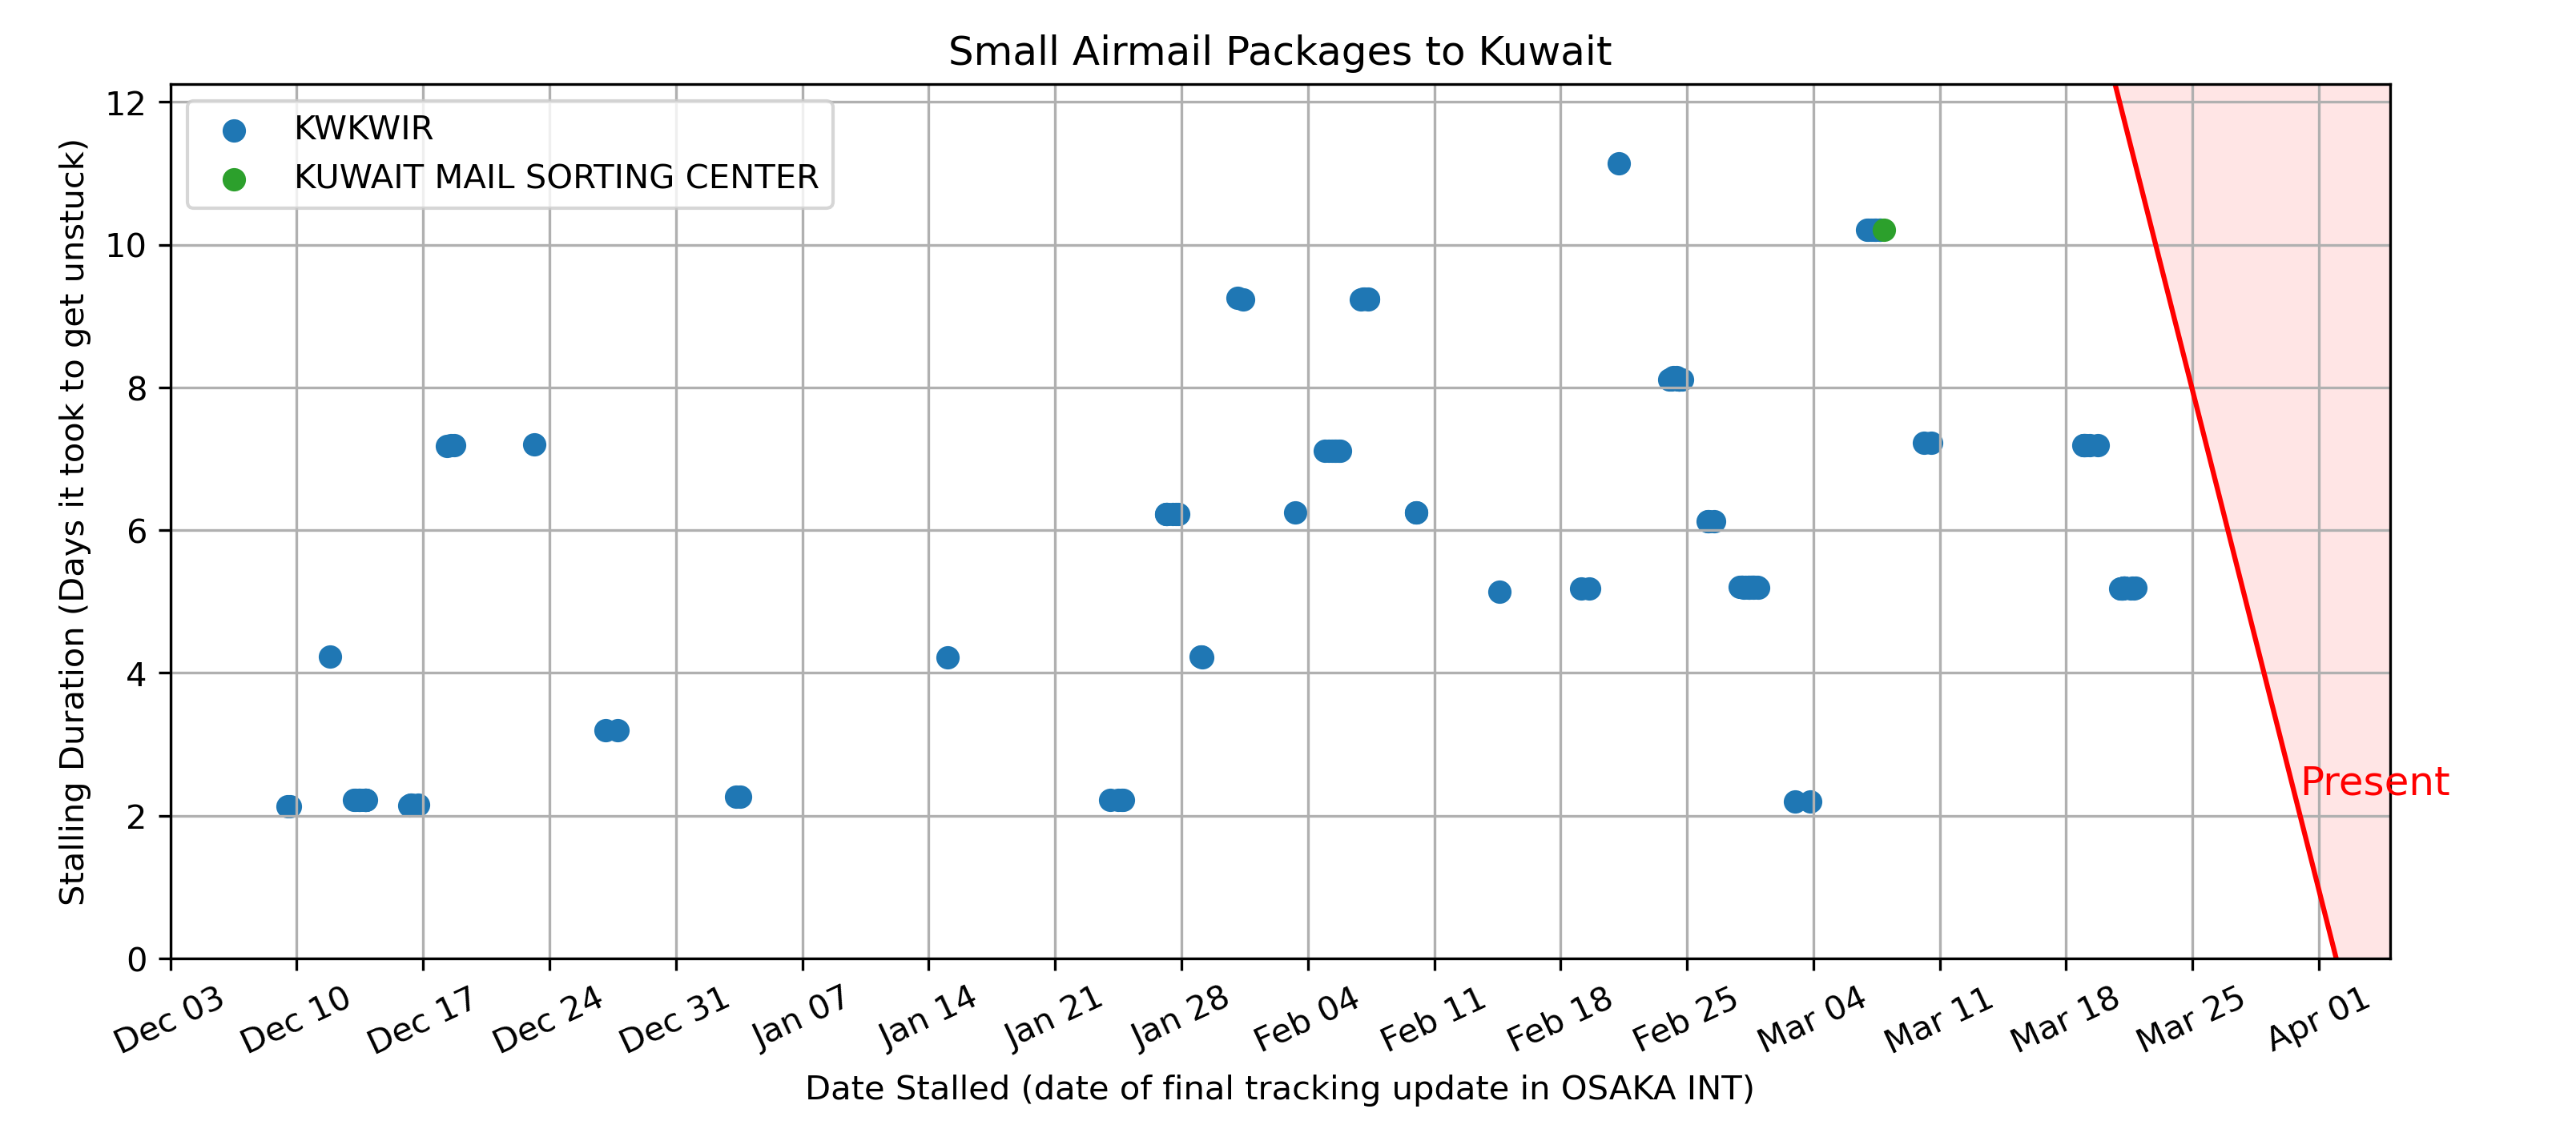 Small Airmail Packages to Kuwait
KWKWIR
KUWAIT MAIL SORTING CENTER
Stalling Duration (Days it took to get unstuck)
12
10
8
6
4
2
0
Present
Dec 03 Dec 10 Dec 17 Dec 24 Dec 31 Jan 07 Jan 14 Jan 21 Jan 28 Feb 04 Feb 11 Feb 18 Feb 25 Mar 04 Mar 11 Mar 18 Mar 25 Apr 01
Date Stalled (date of final tracking update in OSAKA INT)